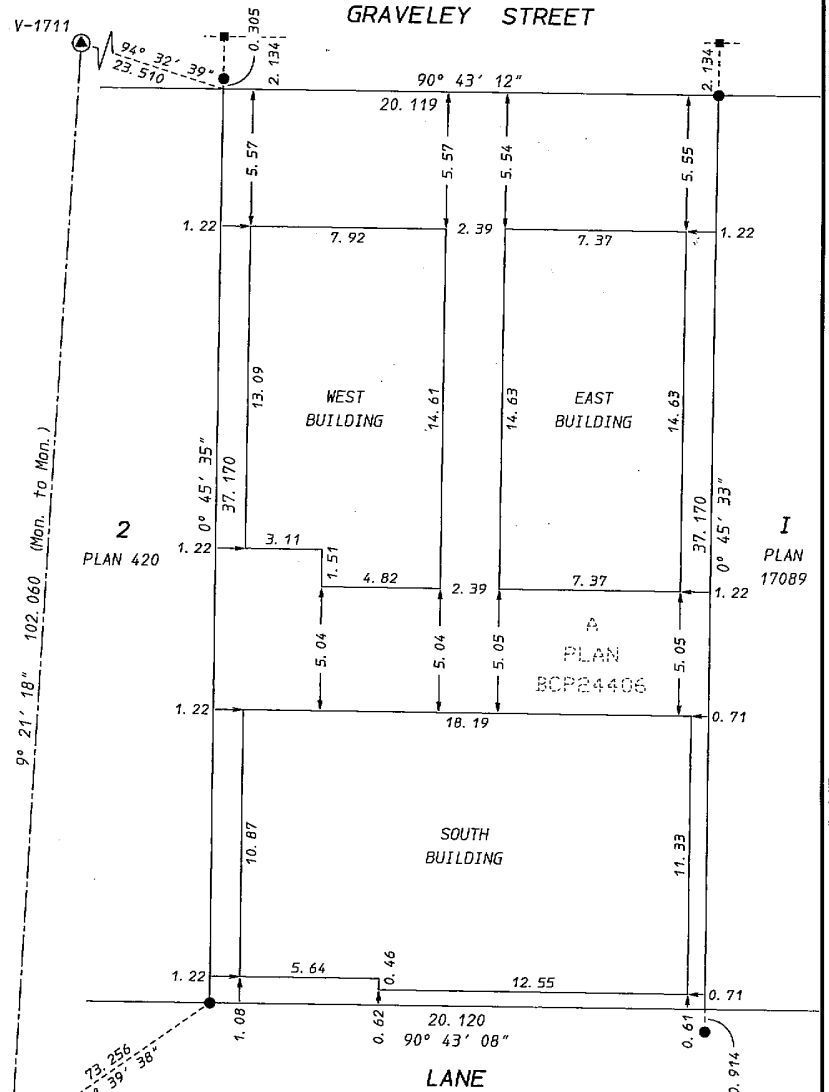 GRAVELEY STREET
V-1711
94° 32' 39"
23.510
0.305
2.134
2.134
90° 43' 12"
20.119
5.57
5.57
5.54
5.55
1.22
7.92
2.39
7.37
1.22
13.09
WEST
BUILDING
14.61
14.63
EAST
BUILDING
14.63
0° 45' 35"
37.170
37.170
0° 45' 33"
2
PLAN 420
I
PLAN
17089
9° 21' 18" 102.060 (Mon. to Mon.)
1.22
3.11
1.51
4.82
2.39
7.37
1.22
5.04
5.04
5.05
A
PLAN
BCP24406
5.05
1.22
18.19
0.71
10.87
SOUTH
BUILDING
11.33
1.22
5.64
0.46
12.55
0.71
1.08
0.62
20.120
90° 43' 08"
0.61
0.914
73.256
° 39' 38"
LANE